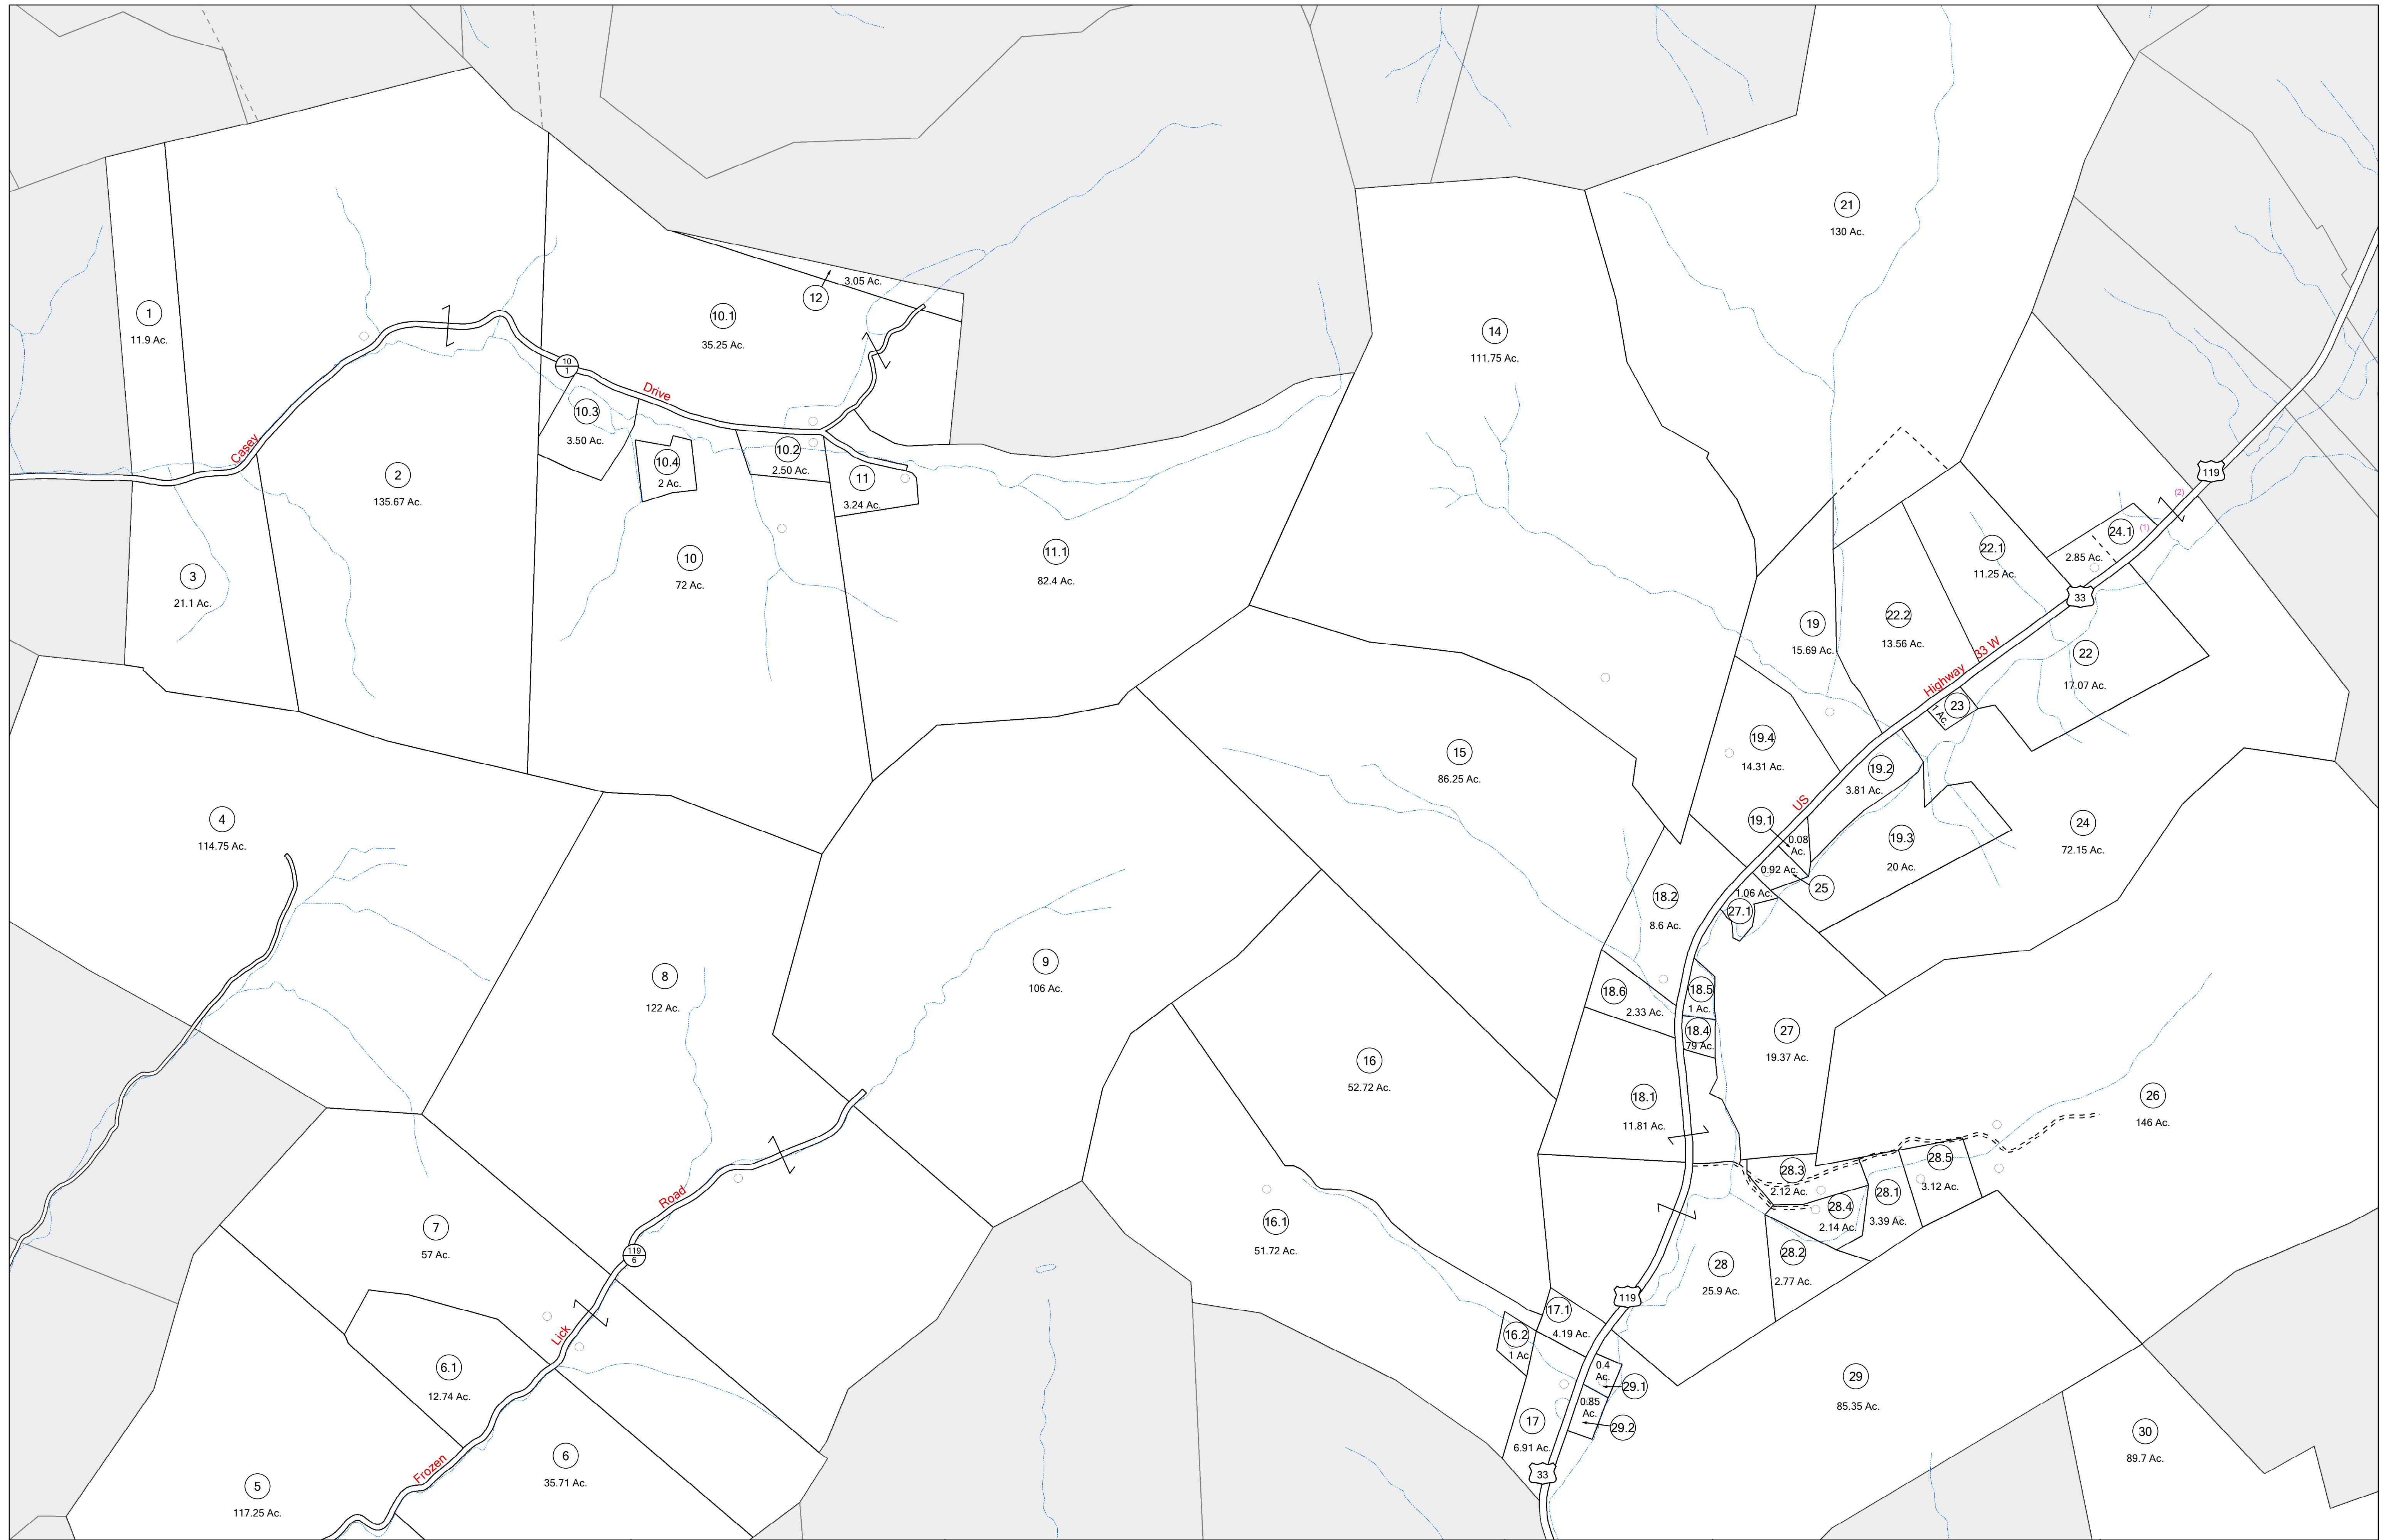 21
130 Ac.
3.05 Ac.
12
1
11.9 Ac.
10.1
35.25 Ac.
14
111.75 Ac.
10
1
Drive
10.3
3.50 Ac.
Casey
10.2
2.50 Ac.
10.4
2 Ac.
2
135.67 Ac.
11
3.24 Ac.
119
(2)
(1)
24.1
2.85 Ac.
22.1
11.25 Ac.
33
10
72 Ac.
11.1
82.4 Ac.
3
21.1 Ac.
22.2
13.56 Ac.
19
15.69 Ac.
22
17.07 Ac.
Highway 33 W
23
1 Ac.
19.4
14.31 Ac.
15
86.25 Ac.
19.2
3.81 Ac.
US
4
114.75 Ac.
19.1
0.08
Ac.
19.3
20 Ac.
24
72.15 Ac.
0.92 Ac.
25
1.06 Ac.
27.1
18.2
8.6 Ac.
8
122 Ac.
9
106 Ac.
18.6
2.33 Ac.
18.5
1 Ac.
18.4
79 Ac.
27
19.37 Ac.
16
52.72 Ac.
18.1
11.81 Ac.
26
146 Ac.
28.3
2.12 Ac.
28.5
3.12 Ac.
28.1
3.39 Ac.
28.4
2.14 Ac.
Road
16.1
51.72 Ac.
7
57 Ac.
119
6
28.2
2.77 Ac.
28
25.9 Ac.
119
17.1
4.19 Ac.
16.2
1 Ac
Lick
6.1
12.74 Ac.
0.4
Ac.
29.1
0.85
Ac.
29.2
29
85.35 Ac.
17
6.91 Ac.
30
89.7 Ac.
6
35.71 Ac.
Frozen
5
117.25 Ac.
33